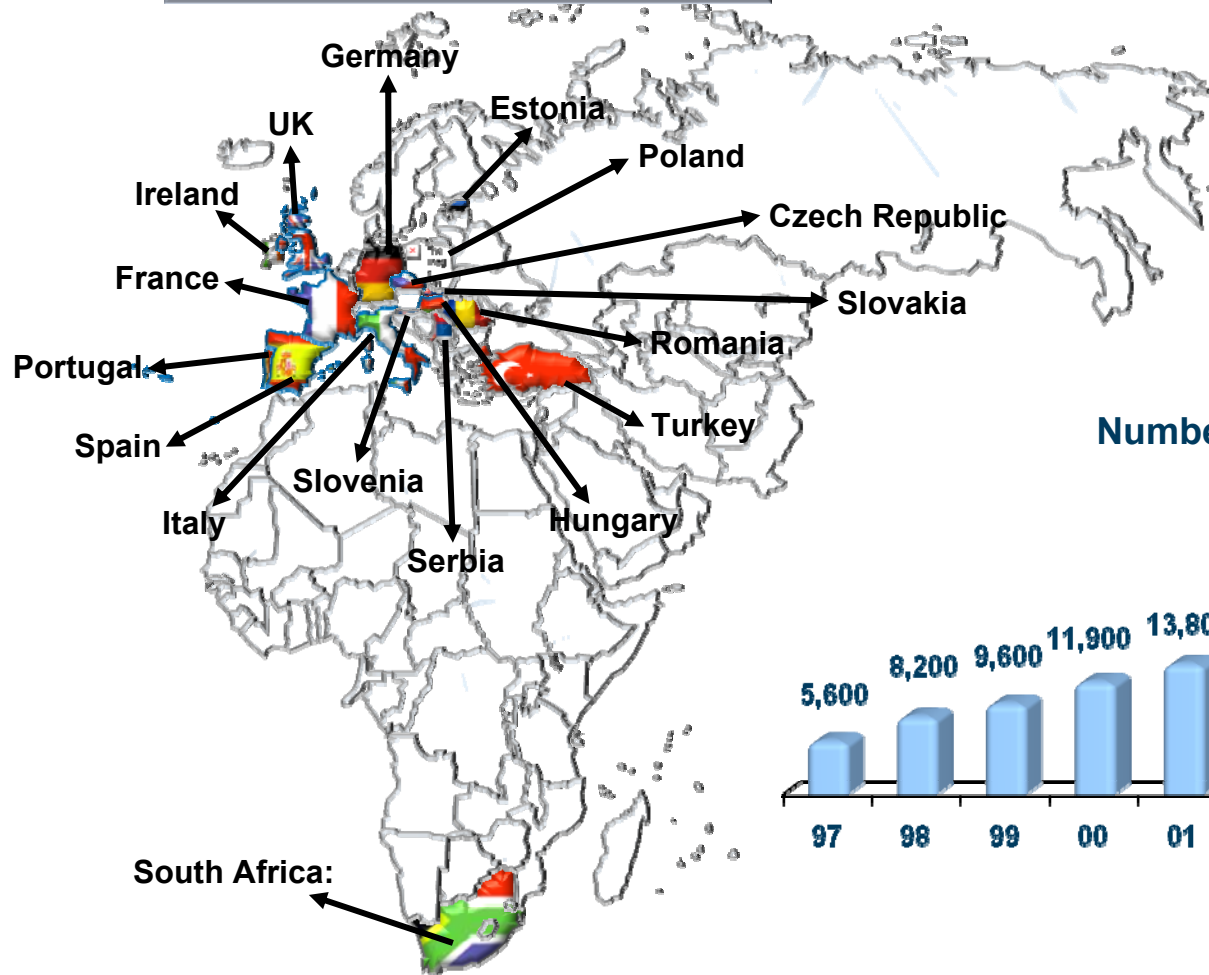 Germany
Estonia
UK
Poland
Ireland
Czech Republic
France
Slovakia
Romania
Portugal
Turkey
Spain
Slovenia
Italy
Hungary
Serbia
South Africa:
5,600
8,200
9,600
11,900
97
98
99
00
01